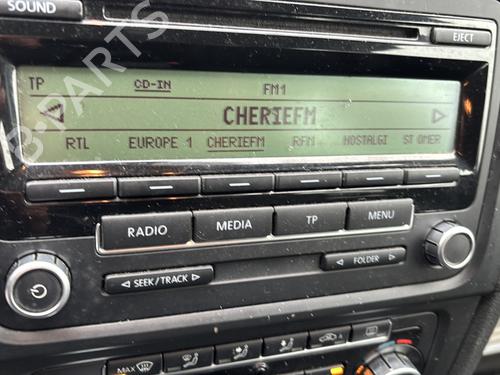 SOUND
EJECT
TP CD-IN FM1
CHERIEFM
RTL EUROPE 1 CHERIEFM RFM NOSTALGI ST OMER
RADIO MEDIA TP MENU
SEEK / TRACK FOLDER
MAX
B-parts